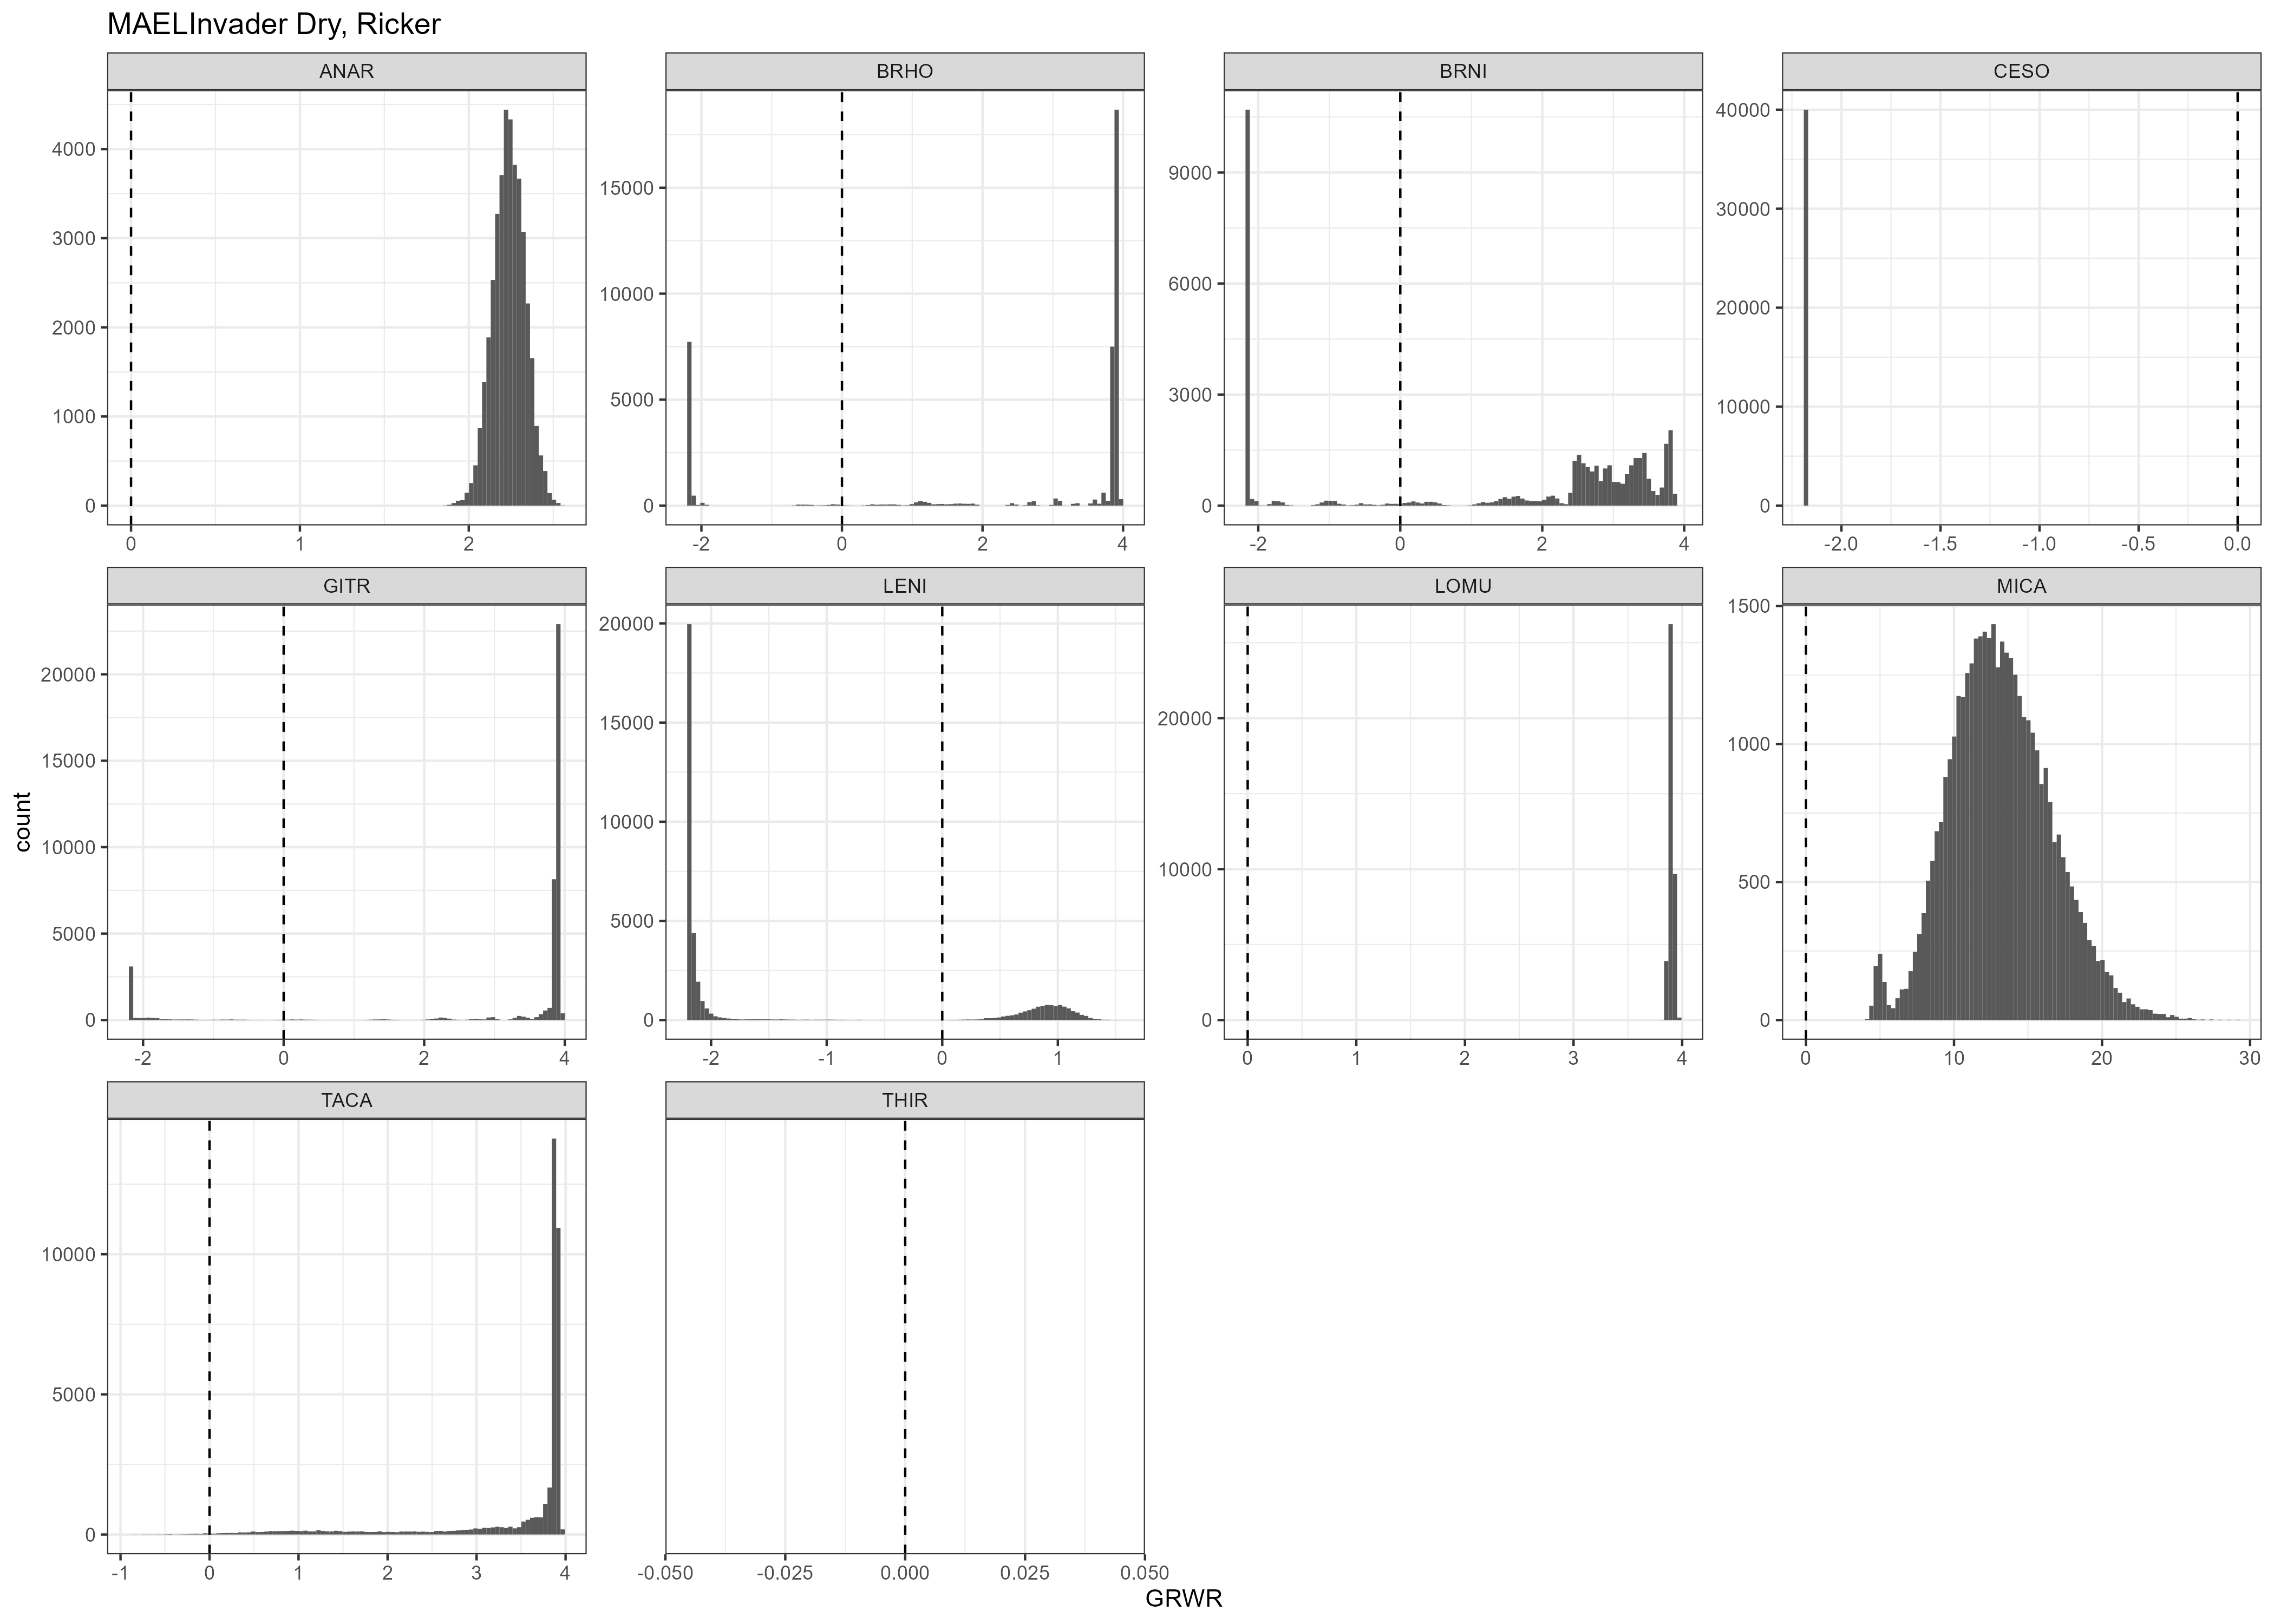 MAELInvader Dry, Ricker
ANAR BRHO BRNI CESO
4000 3000 2000 1000 0
15000 10000 5000 0
9000 6000 3000 0
40000 30000 20000 10000 0
0 1 2
-2 0 2 4
-2 0 2 4
-2.0 -1.5 -1.0 -0.5 0.0
GITR LENI LOMU MICA
20000 15000 10000 5000 0
20000 15000 10000 5000 0
20000 10000 0
1500 1000 500 0
-2 0 2 4
-2 -1 0 1
0 1 2 3 4
0 10 20 30
TACA THIR
10000 5000 0
-1 0 1 2 3 4
-0.050 -0.025 0.000 0.025 0.050
count
GRWR